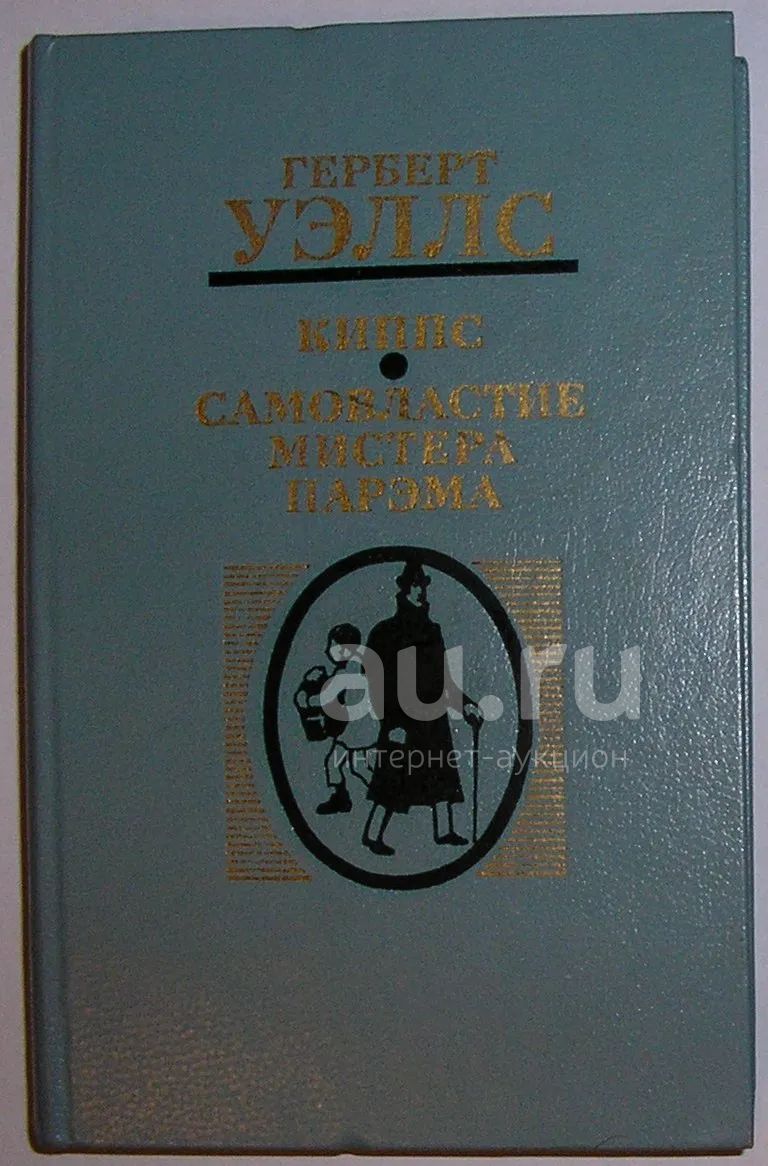 ГЕРБЕРТ
УЭЛЛС
КИППС
САМОВЛАСТИЕ
МИСТЕРА
ПАРЭМА
au.ru
интернет-аукцион